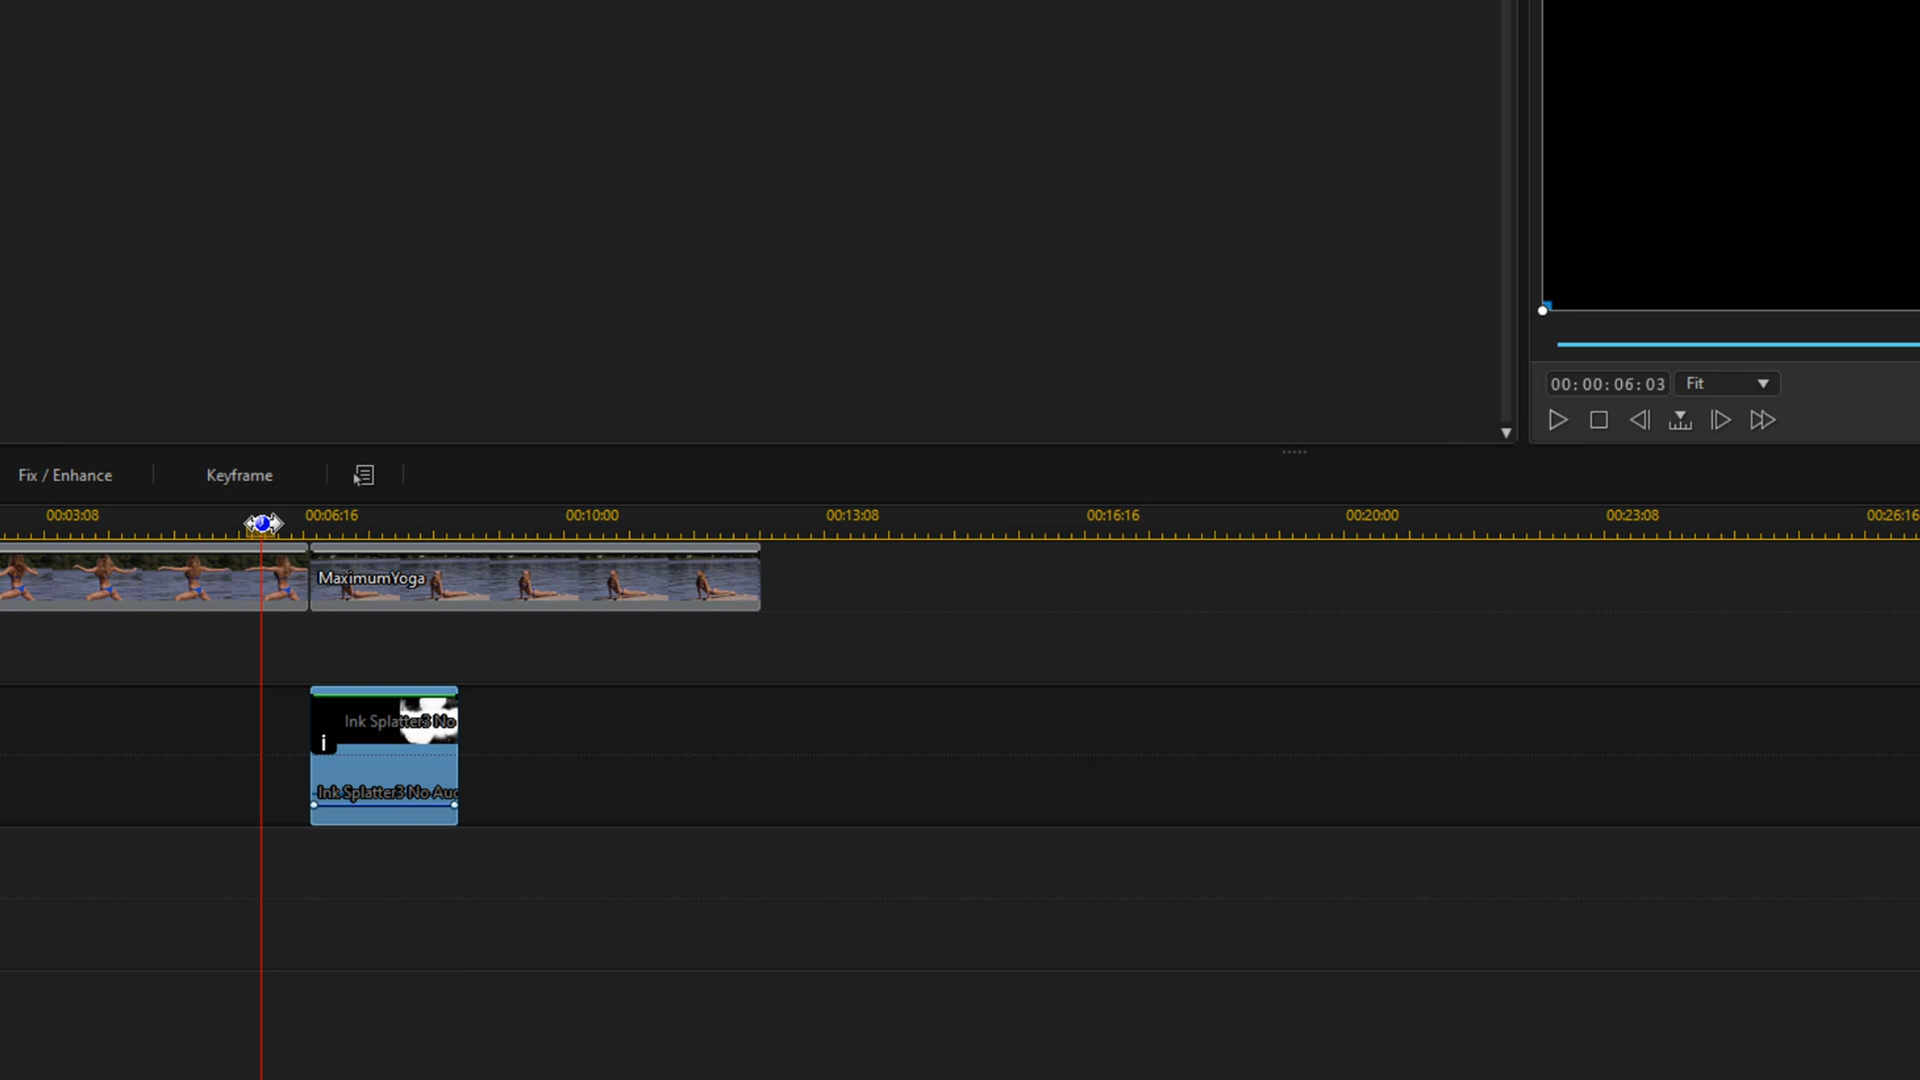 00:00:06:03 Fit
Fix / Enhance Keyframe
00:03:08 00:06:16 00:10:00 00:13:08 00:16:16 00:20:00 00:23:08 00:26:16
MaximumYoga
Ink Splatter3 No
i
Ink Splatter3 No Aud